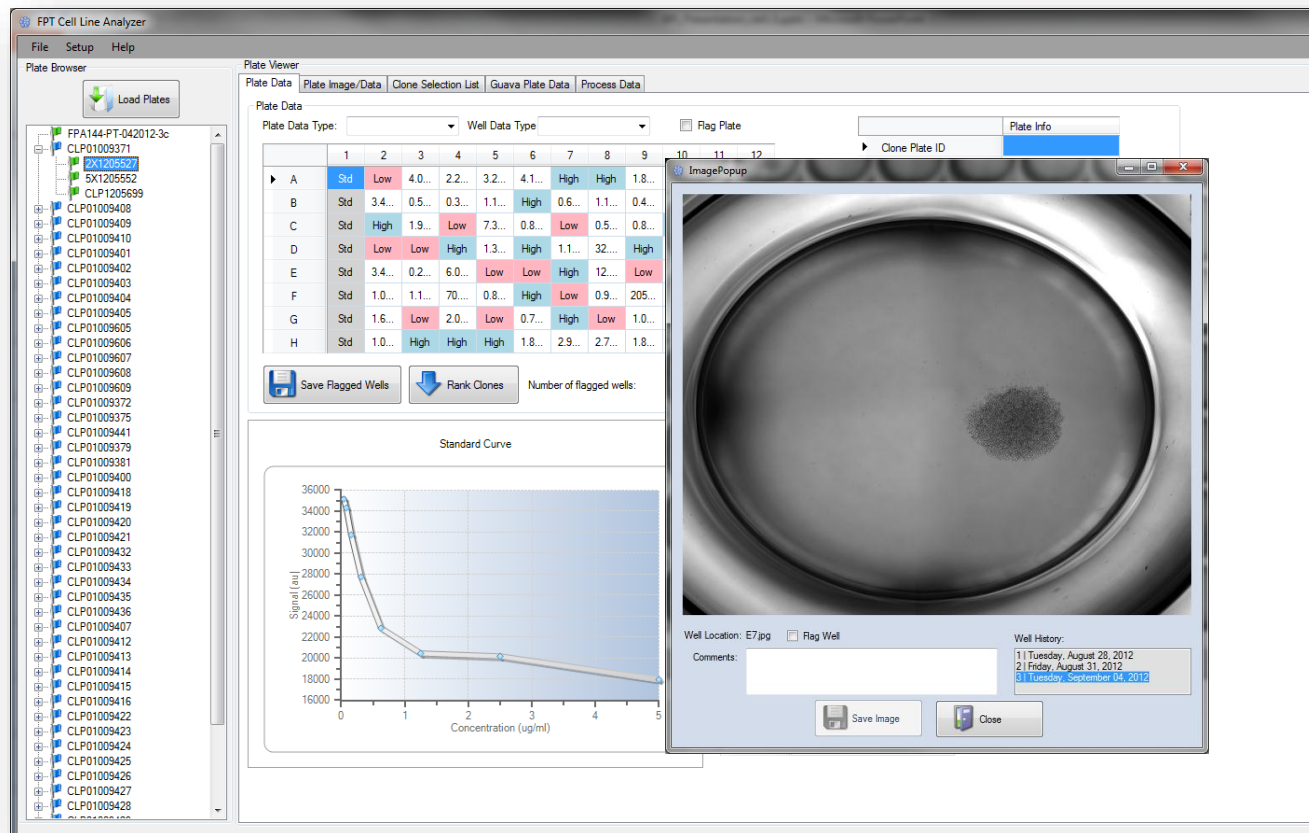 FPT Cell Line Analyzer
File Setup Help
Plate Browser
Load Plates
FPA144-PT-042012-3c
CLP01009371
2X1205527
5X1205552
CLP1205699
CLP01009408
CLP01009409
CLP01009410
CLP01009401
CLP01009402
CLP01009403
CLP01009404
CLP01009405
CLP01009605
CLP01009606
CLP01009607
CLP01009608
CLP01009609
CLP01009372
CLP01009375
CLP01009441
CLP01009379
CLP01009381
CLP01009400
CLP01009418
CLP01009419
CLP01009420
CLP01009421
CLP01009432
CLP01009433
CLP01009434
CLP01009435
CLP01009436
CLP01009407
CLP01009412
CLP01009413
CLP01009414
CLP01009415
CLP01009416
CLP01009422
CLP01009423
CLP01009424
CLP01009425
CLP01009426
CLP01009427
CLP01009428
Plate Viewer
Plate Data Plate Image/Data Clone Selection List Guava Plate Data Process Data
Plate Data
Plate Data Type: Well Data Type Flag Plate
Plate Info
Clone Plate ID
1 2 3 4 5 6 7 8 9 10 11 12
A Std Low 4.0... 2.2... 3.2... 4.1... High High 1.8...
B Std 3.4... 0.5... 0.3... 1.1... High 0.6... 1.1... 0.4...
C Std High 1.9... Low 7.3... 0.8... Low 0.5... 0.8...
D Std Low Low High 1.3... High 1.1... 32.... High
E Std 3.4... 0.2... 6.0... Low Low High 12.... Low
F Std 1.0... 1.1... 70.... 0.8... High Low 0.9... 205...
G Std 1.6... Low 2.0... Low 0.7... High Low 1.0...
H Std 1.0... High High High 1.8... 2.9... 2.7... 1.8...
Save Flagged Wells Rank Clones Number of flagged wells:
Standard Curve
Signal [au]
36000
34000
32000
30000
28000
26000
24000
22000
20000
18000
16000
0 1 2 3 4 5
Concentration (ug/ml)
ImagePopup
Well Location: E7.jpg Flag Well
Comments:
Well History:
1 | Tuesday, August 28, 2012
2 | Friday, August 31, 2012
3 | Tuesday, September 04, 2012
Save Image Close